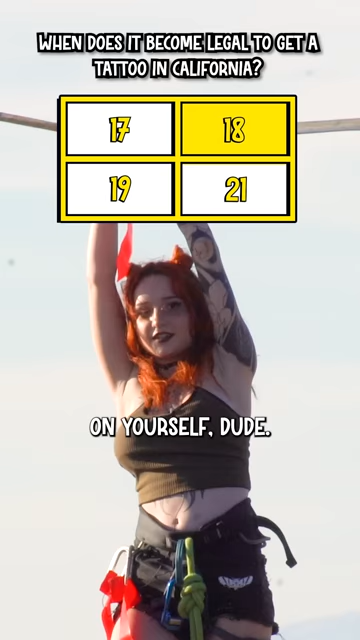 WHEN DOES IT BECOME LEGAL TO GET A
TATTOO IN CALIFORNIA?
17
18
19
21
ON YOURSELF, DUDE.